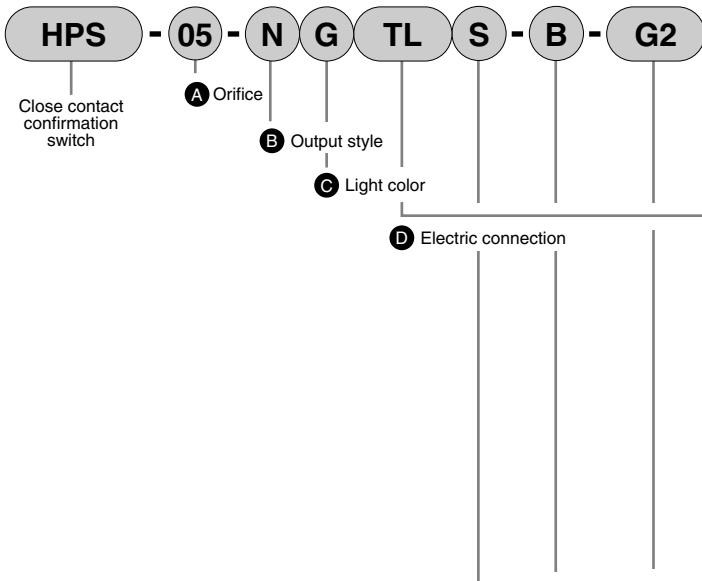 HPS - 05 - N G TL S - B - G2
Close contact
confirmation
switch
A Orifice
B Output style
C Light color
D Electric connection